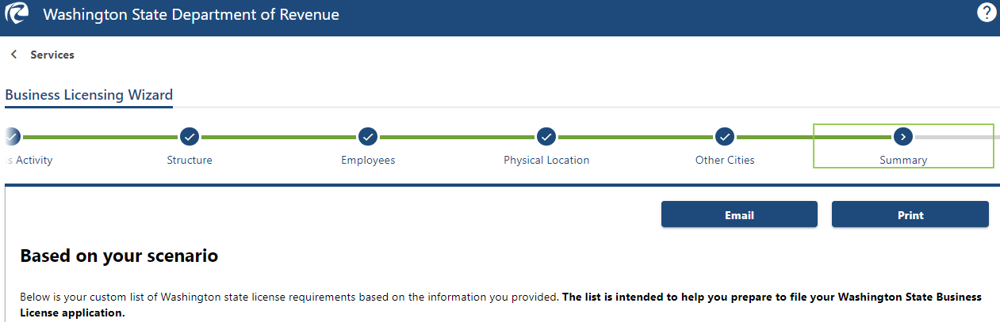 Washington State Department of Revenue
?
Services
Business Licensing Wizard
s Activity
Structure
Employees
Physical Location
Other Cities
Summary
Email
Print
Based on your scenario
Below is your custom list of Washington state license requirements based on the information you provided. The list is intended to help you prepare to file your Washington State Business
License application.